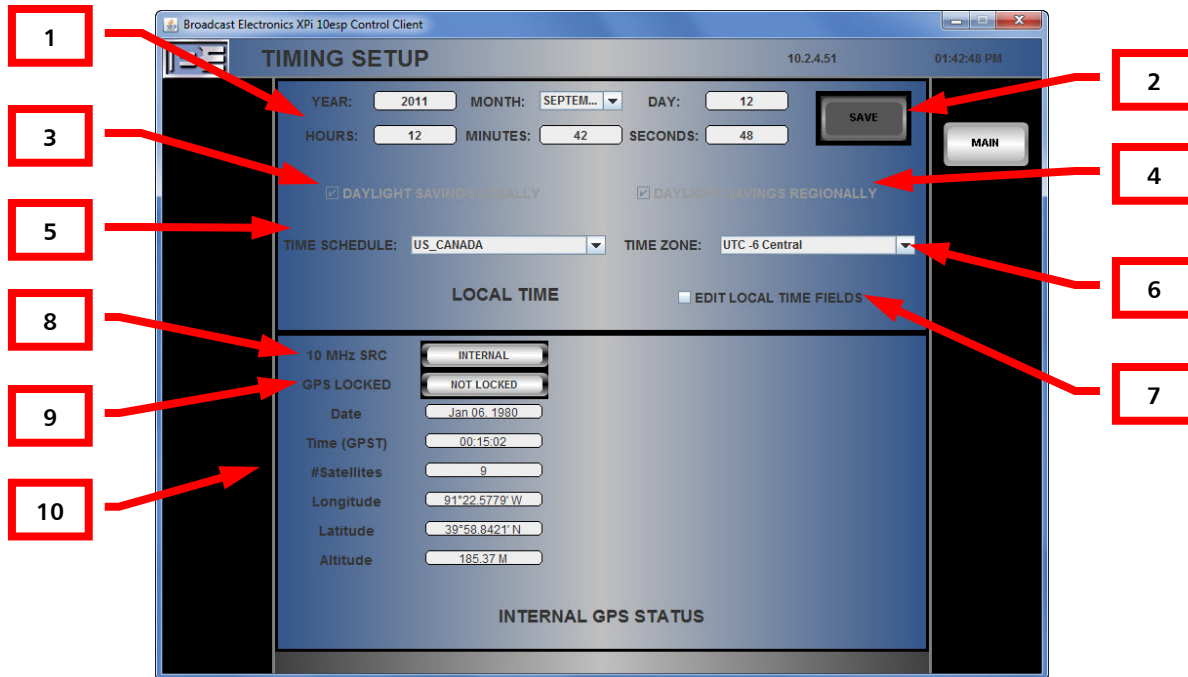 Broadcast Electronics XPi 10esp Control Client
TIMING SETUP
10.2.4.51
01:42:48 PM
YEAR: 2011 MONTH: SEPTEM... DAY: 12
SAVE
HOURS: 12 MINUTES: 42 SECONDS: 48
MAIN
DAYLIGHT SAVINGS LOCALLY
DAYLIGHT SAVINGS REGIONALLY
TIME SCHEDULE: US_CANADA TIME ZONE: UTC -6 Central
LOCAL TIME
EDIT LOCAL TIME FIELDS
10 MHz SRC INTERNAL
GPS LOCKED NOT LOCKED
Date Jan 06, 1980
Time (GPST) 00:15:02
#Satellites 9
Longitude 91°22.5779' W
Latitude 39°58.8421' N
Altitude 185.37 M
INTERNAL GPS STATUS
1
2
3
4
5
6
7
8
9
10